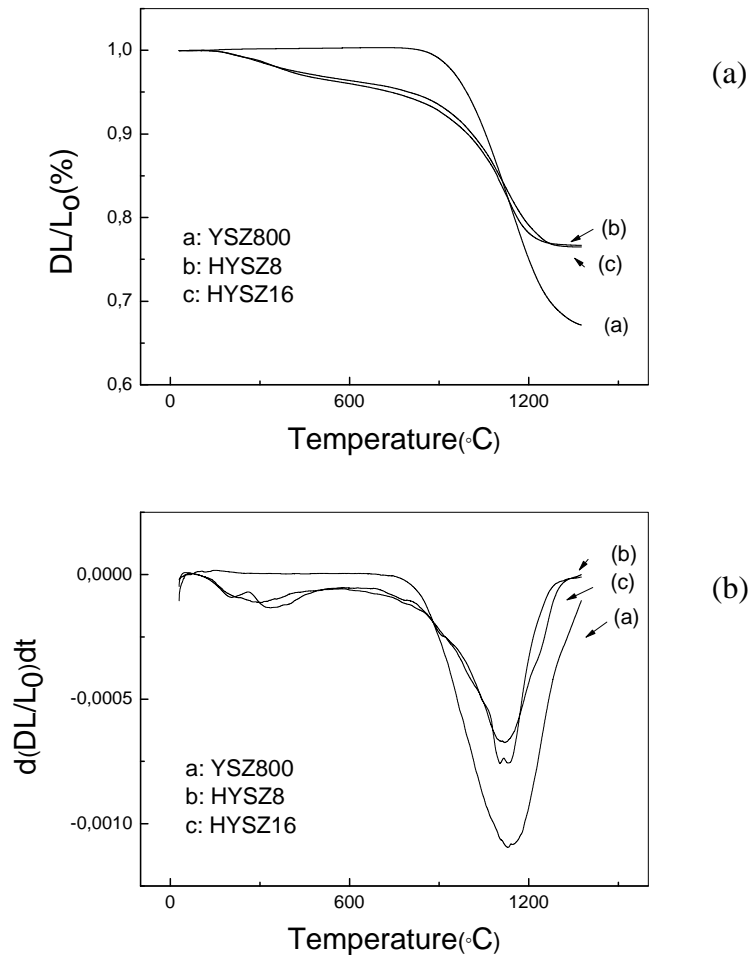 1,0
0,9
0,8
0,7
0,6
DL/L0(%)
a: YSZ800
b: HYSZ8
c: HYSZ16
(b)
(c)
(a)
0
600
1200
Temperature(°C)
(a)
0,0000
-0,0005
-0,0010
d(DL/L0)dt
a: YSZ800
b: HYSZ8
c: HYSZ16
(b)
(c)
(a)
0
600
1200
Temperature(°C)
(b)